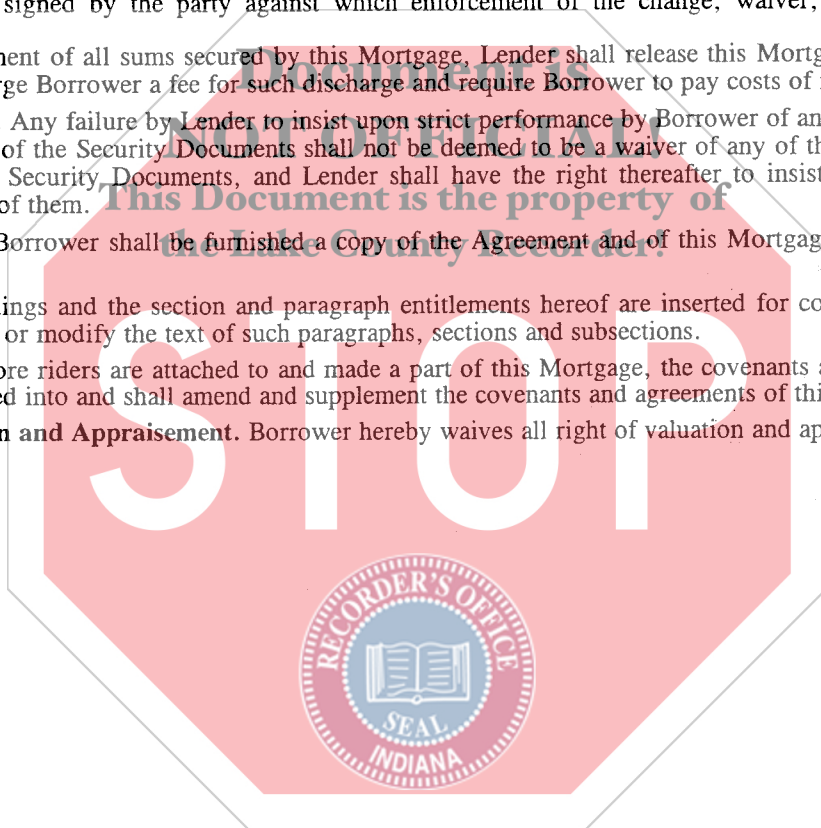 signed by the party against which enforcement of the change, waiver,
ment of all sums secured by this Mortgage, Lender shall release this Mortg
rge Borrower a fee for such discharge and require Borrower to pay costs of
Any failure by Lender to insist upon strict performance by Borrower of an
of the Security Documents shall not be deemed to be a waiver of any of th
Security Documents, and Lender shall have the right thereafter to insist
of them.
Borrower shall be furnished a copy of the Agreement and of this Mortgag
ings and the section and paragraph entitlements hereof are inserted for co
or modify the text of such paragraphs, sections and subsections.
ore riders are attached to and made a part of this Mortgage, the covenants a
ed into and shall amend and supplement the covenants and agreements of thi
n and Appraisement. Borrower hereby waives all right of valuation and ap
Document is
NOT OFFICIAL!
This Document is the property of
the Lake County Recorder!
STOP
RECORDER'S OFFICE
SEAL
INDIANA